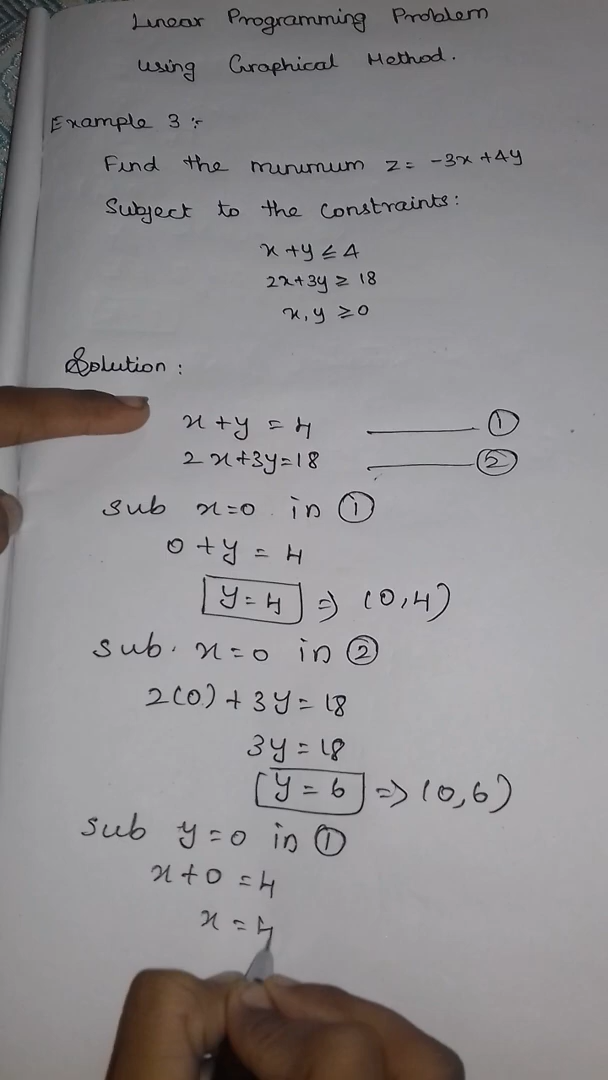 Linear Programming Problem
using Graphical Method.
Example 3 :-
Find the minimum z = -3x + 4y
Subject to the constraints:
x + y ≤ 4
2x + 3y ≥ 18
x, y ≥ 0
Solution :
x + y = 4 ——— ①
2x + 3y = 18 ——— ②
sub x = 0 in ①
0 + y = 4
y = 4 ⇒ (0,4)
sub. x = 0 in ②
2(0) + 3y = 18
3y = 18
y = 6 ⇒ (0,6)
sub y = 0 in ①
x + 0 = 4
x = 4